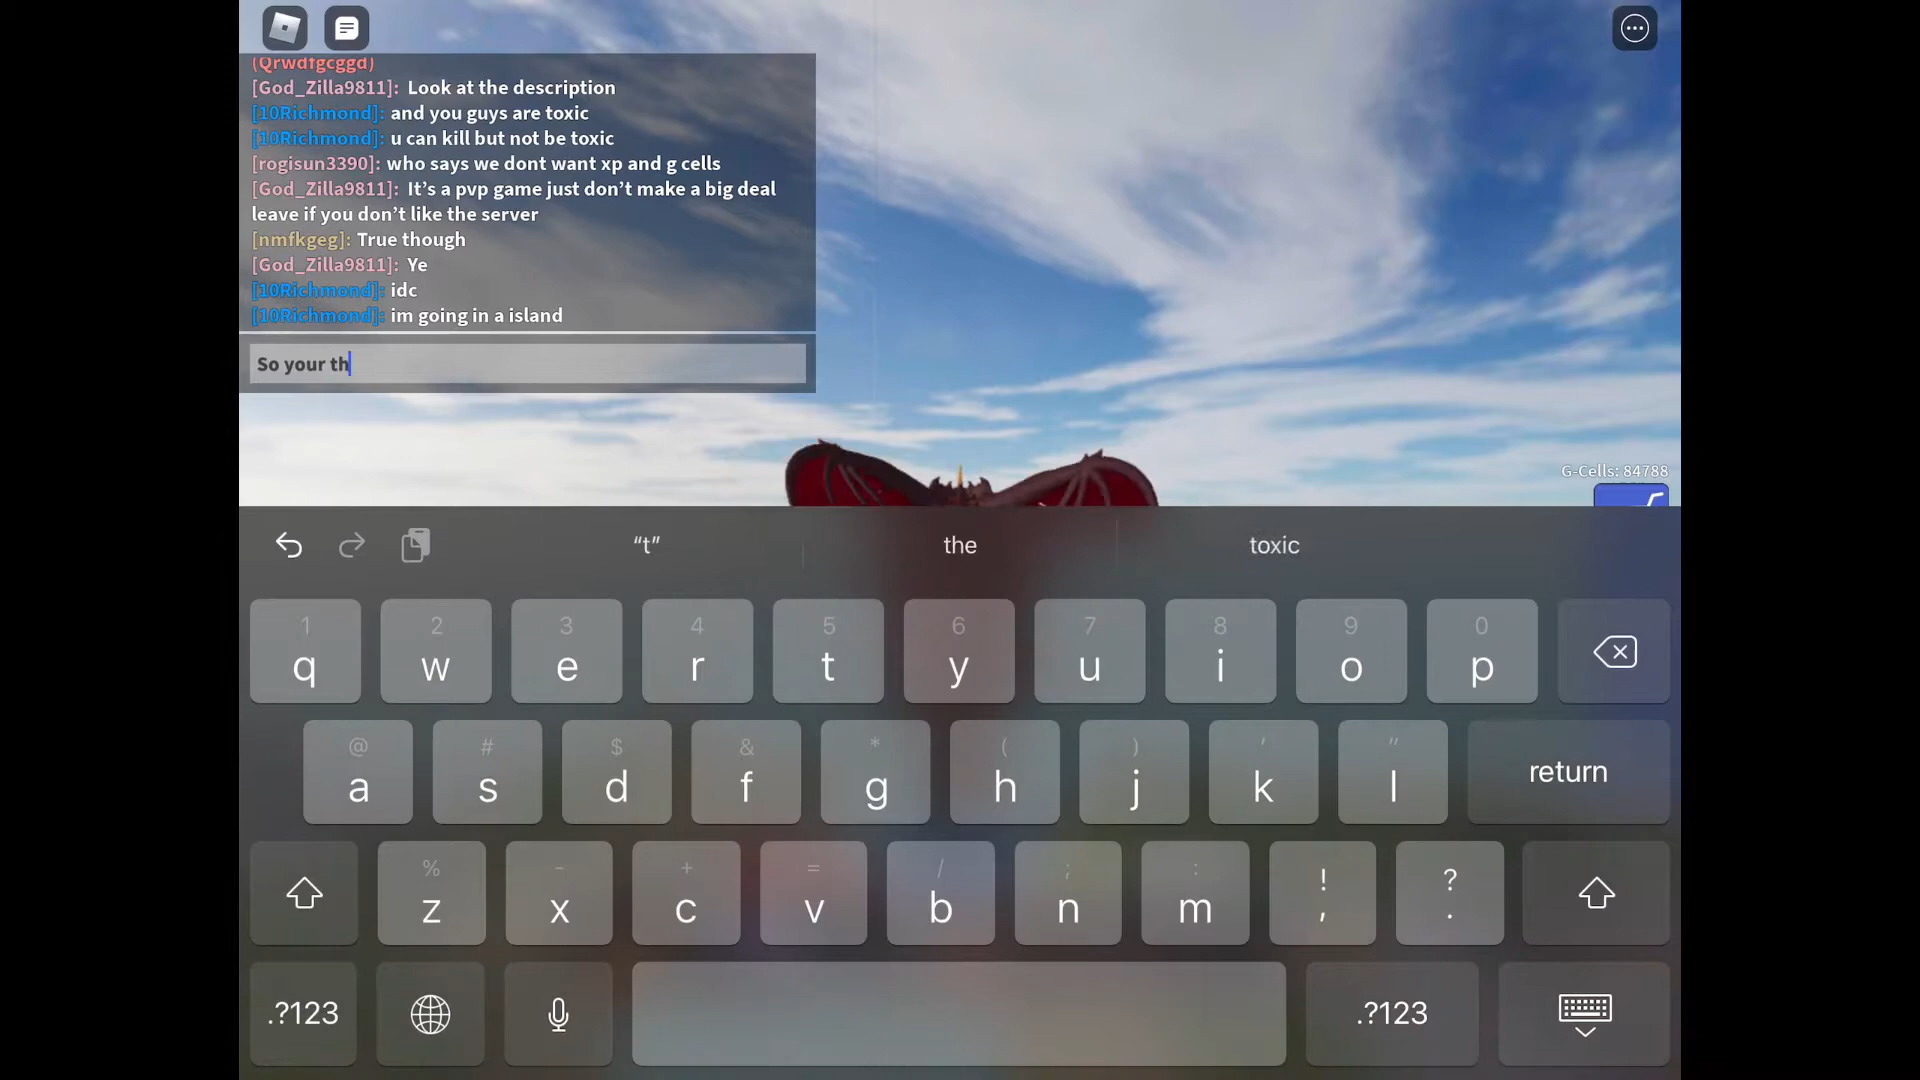 (Qrwdfgcggd)
[God_Zilla9811]: Look at the description
[10Richmond]: and you guys are toxic
[10Richmond]: u can kill but not be toxic
[rogisun3390]: who says we dont want xp and g cells
[God_Zilla9811]: It’s a pvp game just don’t make a big deal
leave if you don’t like the server
[nmfkgeg]: True though
[God_Zilla9811]: Ye
[10Richmond]: idc
[10Richmond]: im going in a island
So your th
G-Cells: 84788
“t” the toxic
1 2 3 4 5 6 7 8 9 0
q w e r t y u i o p
@ # $ & * ( ) ' "
a s d f g h j k l return
% - + = / ; : ! ?
z x c v b n m , .
.?123 .?123